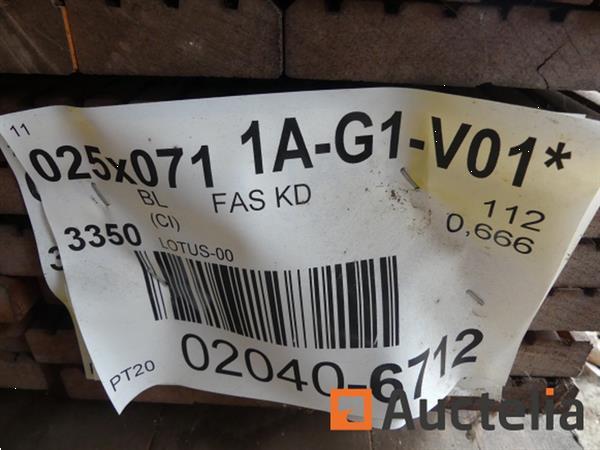 11
025x071 1A-G1-V01*
BL FAS KD 112
(CI) 0,666
3350 LOTUS-00
02040-6712
PT20
Auctelia